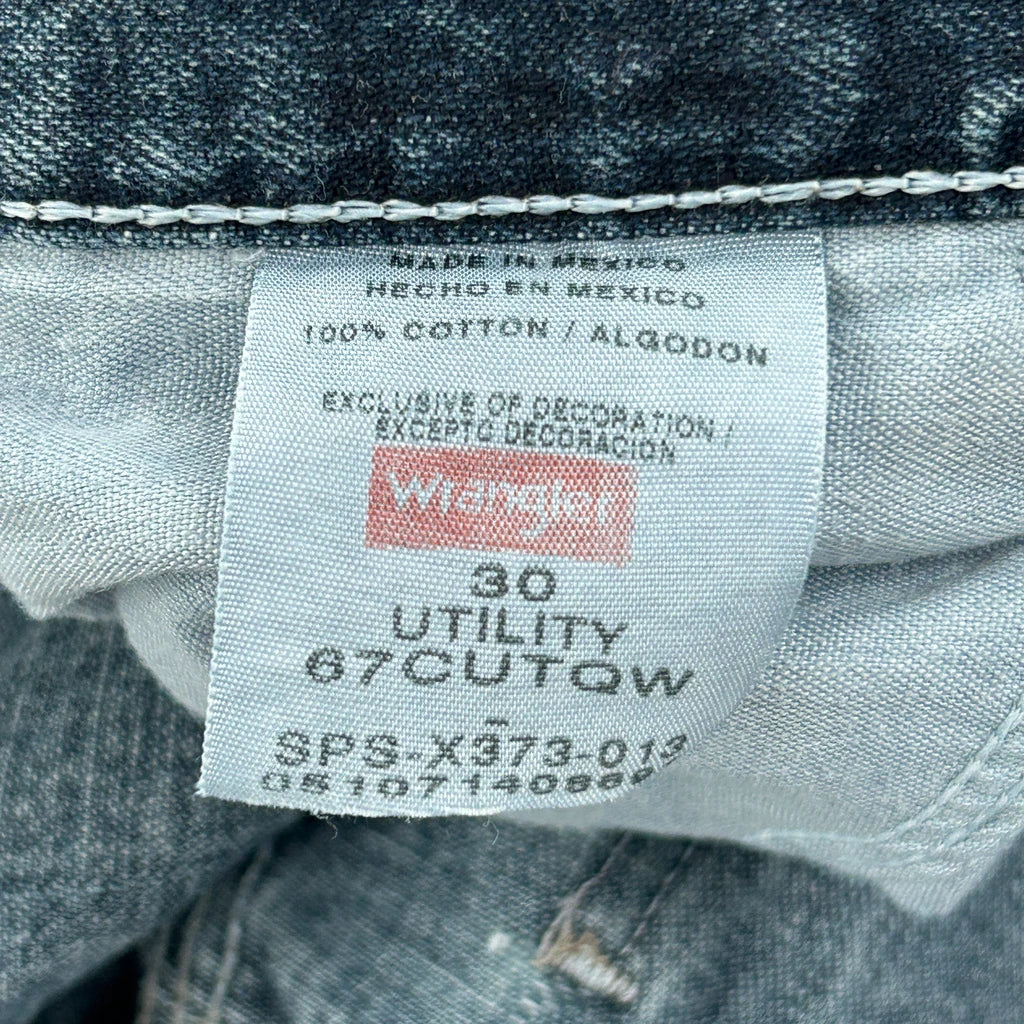 MADE IN MEXICO
HECHO EN MEXICO
100% COTTON / ALGODON
EXCLUSIVE OF DECORATION /
EXCEPTO DECORACION
Wrangler
30
UTILITY
67CUTQW
-
SPS-X373-013